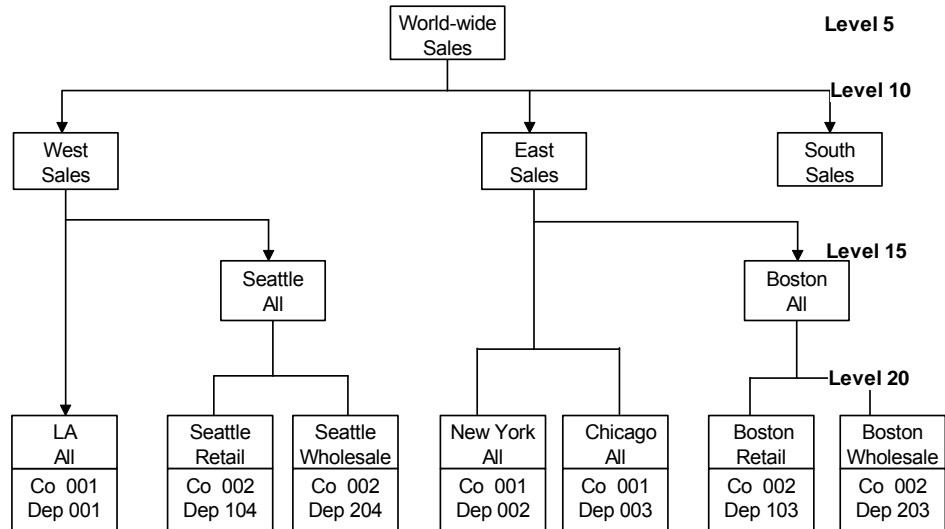 World-wide
Sales
Level 5
Level 10
West
Sales
East
Sales
South
Sales
Level 15
Seattle
All
Boston
All
Level 20
LA
All
Co 001
Dep 001
Seattle
Retail
Co 002
Dep 104
Seattle
Wholesale
Co 002
Dep 204
New York
All
Co 001
Dep 002
Chicago
All
Co 001
Dep 003
Boston
Retail
Co 002
Dep 103
Boston
Wholesale
Co 002
Dep 203